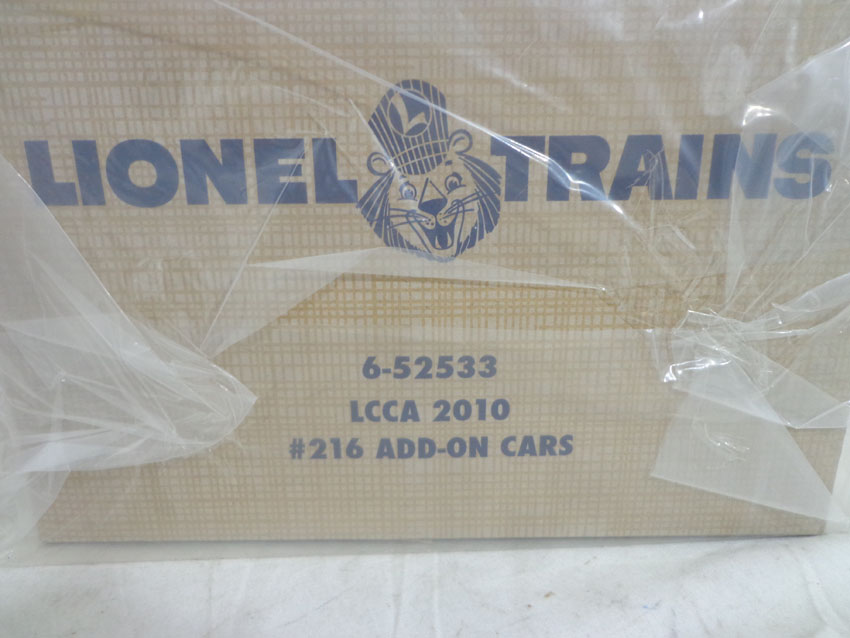 LIONEL TRAINS
L
6-52533
LCCA 2010
#216 ADD-ON CARS